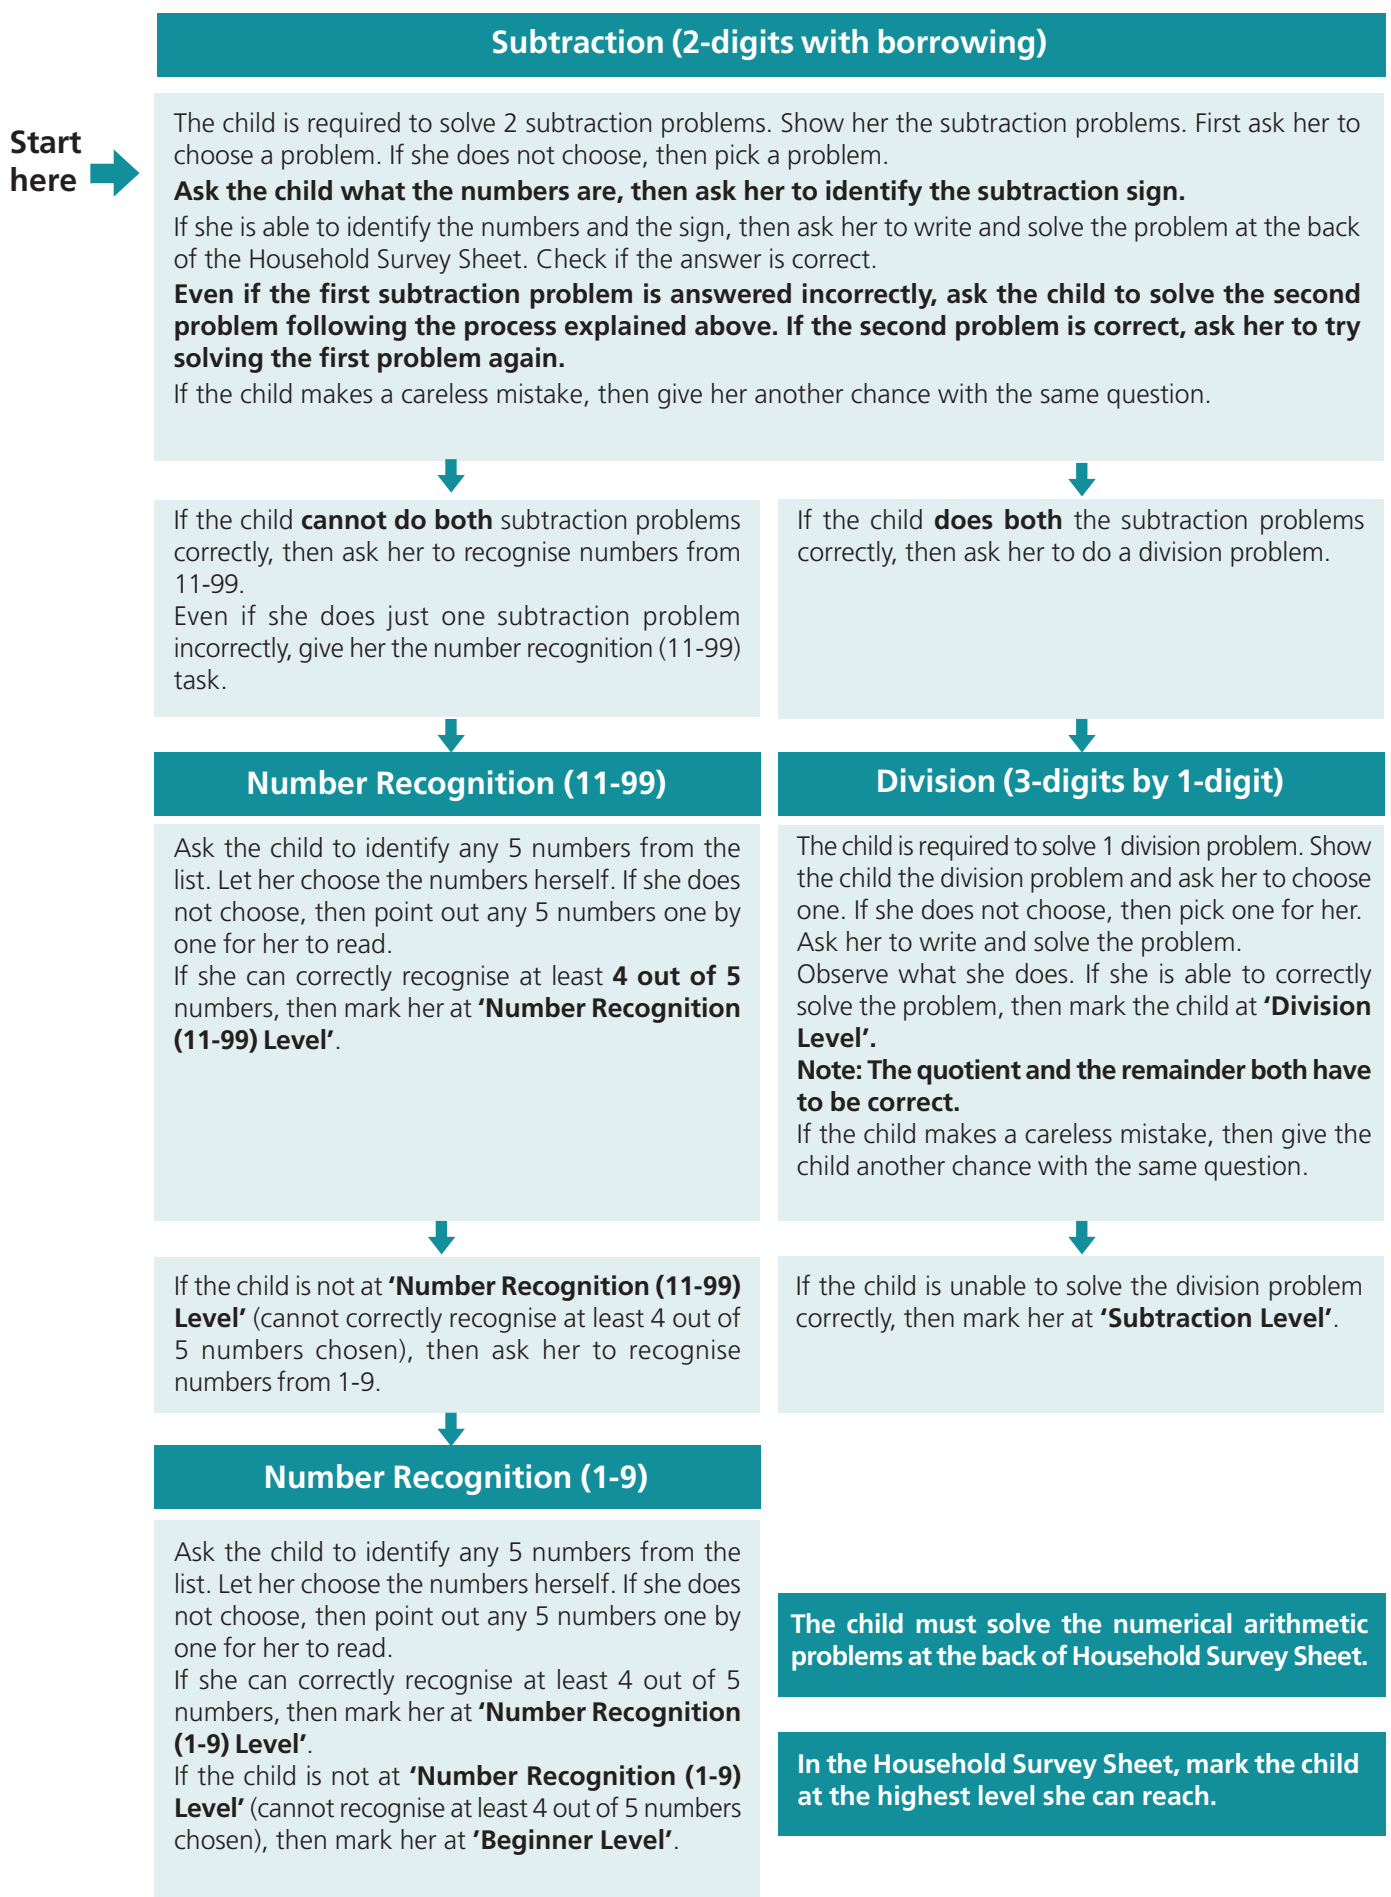 Subtraction (2-digits with borrowing)
Start
here
The child is required to solve 2 subtraction problems. Show her the subtraction problems. First ask her to
choose a problem. If she does not choose, then pick a problem.
Ask the child what the numbers are, then ask her to identify the subtraction sign.
If she is able to identify the numbers and the sign, then ask her to write and solve the problem at the back
of the Household Survey Sheet. Check if the answer is correct.
Even if the first subtraction problem is answered incorrectly, ask the child to solve the second
problem following the process explained above. If the second problem is correct, ask her to try
solving the first problem again.
If the child makes a careless mistake, then give her another chance with the same question.
If the child cannot do both subtraction problems
correctly, then ask her to recognise numbers from
11-99.
Even if she does just one subtraction problem
incorrectly, give her the number recognition (11-99)
task.
If the child does both the subtraction problems
correctly, then ask her to do a division problem.
Number Recognition (11-99)
Ask the child to identify any 5 numbers from the
list. Let her choose the numbers herself. If she does
not choose, then point out any 5 numbers one by
one for her to read.
If she can correctly recognise at least 4 out of 5
numbers, then mark her at ‘Number Recognition
(11-99) Level’.
Division (3-digits by 1-digit)
The child is required to solve 1 division problem. Show
the child the division problem and ask her to choose
one. If she does not choose, then pick one for her.
Ask her to write and solve the problem.
Observe what she does. If she is able to correctly
solve the problem, then mark the child at ‘Division
Level’.
Note: The quotient and the remainder both have
to be correct.
If the child makes a careless mistake, then give the
child another chance with the same question.
If the child is not at ‘Number Recognition (11-99)
Level’ (cannot correctly recognise at least 4 out of
5 numbers chosen), then ask her to recognise
numbers from 1-9.
If the child is unable to solve the division problem
correctly, then mark her at ‘Subtraction Level’.
Number Recognition (1-9)
Ask the child to identify any 5 numbers from the
list. Let her choose the numbers herself. If she does
not choose, then point out any 5 numbers one by
one for her to read.
If she can correctly recognise at least 4 out of 5
numbers, then mark her at ‘Number Recognition
(1-9) Level’.
If the child is not at ‘Number Recognition (1-9)
Level’ (cannot recognise at least 4 out of 5 numbers
chosen), then mark her at ’Beginner Level’.
The child must solve the numerical arithmetic
problems at the back of Household Survey Sheet.
In the Household Survey Sheet, mark the child
at the highest level she can reach.